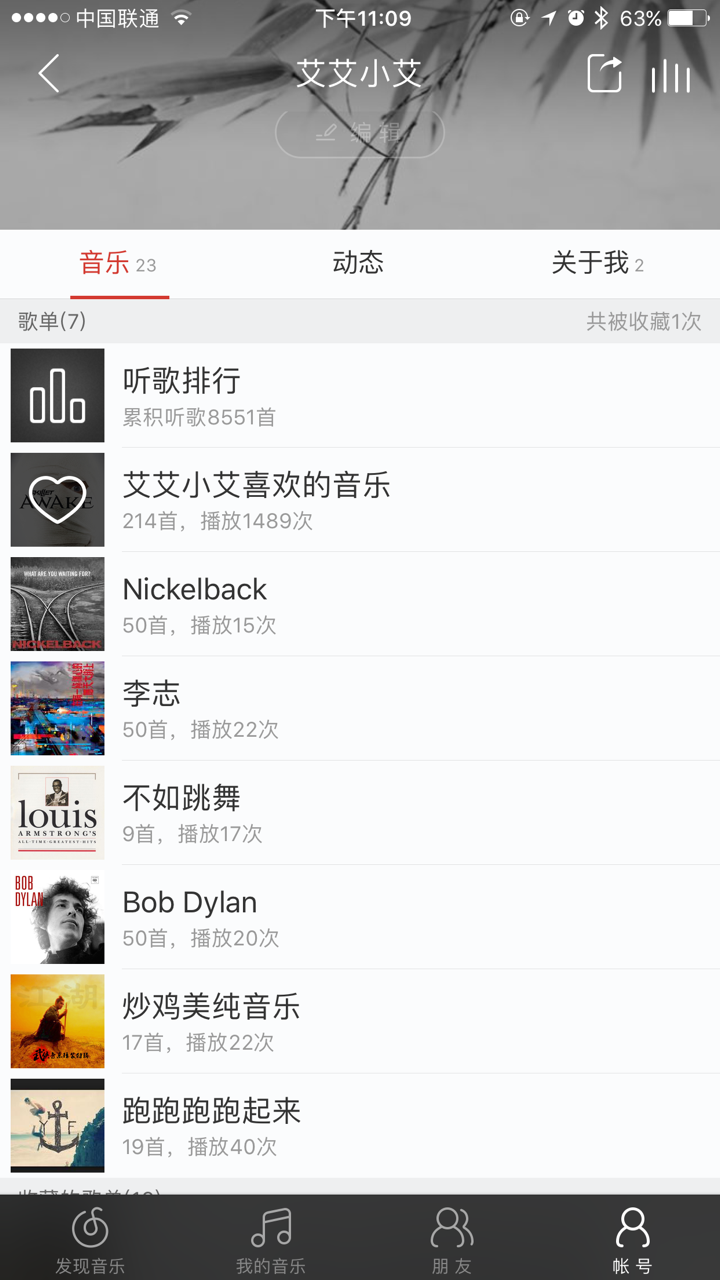 中国联通 下午11:09 63%
艾艾小艾
编辑
音乐 23 动态 关于我 2
歌单(7) 共被收藏1次
听歌排行
累积听歌8551首
AWAKE
艾艾小艾喜欢的音乐
214首，播放1489次
WHAT ARE YOU WAITING FOR?
NICKELBACK
Nickelback
50首，播放15次
李志
50首，播放22次
louis
ARMSTRONG'S
ALL-TIME-GREATEST-HITS
不如跳舞
9首，播放17次
BOB
DYLAN
Bob Dylan
50首，播放20次
江湖
炒鸡美纯音乐
17首，播放22次
Y F
跑跑跑跑起来
19首，播放40次
发现音乐 我的音乐 朋友 帐号